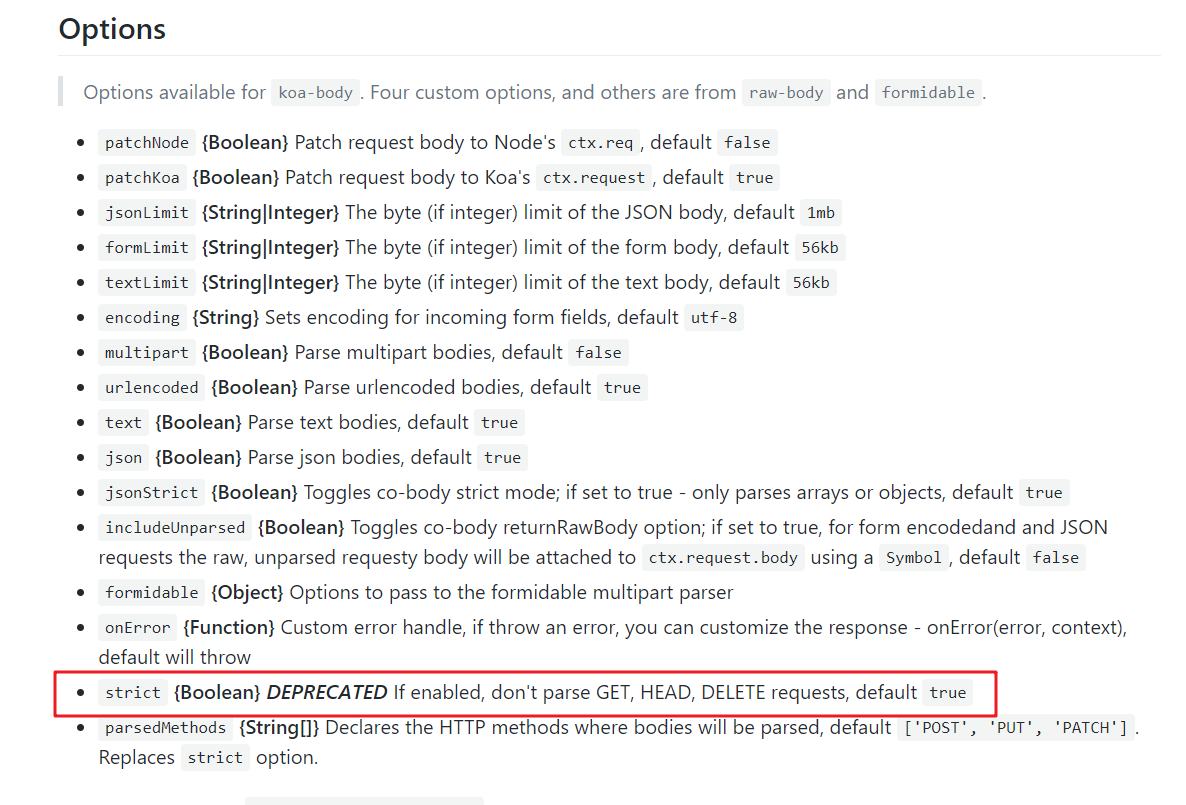 Options
Options available for koa-body. Four custom options, and others are from raw-body and formidable.
patchNode {Boolean} Patch request body to Node's ctx.req, default false
patchKoa {Boolean} Patch request body to Koa's ctx.request, default true
jsonLimit {String|Integer} The byte (if integer) limit of the JSON body, default 1mb
formLimit {String|Integer} The byte (if integer) limit of the form body, default 56kb
textLimit {String|Integer} The byte (if integer) limit of the text body, default 56kb
encoding {String} Sets encoding for incoming form fields, default utf-8
multipart {Boolean} Parse multipart bodies, default false
urlencoded {Boolean} Parse urlencoded bodies, default true
text {Boolean} Parse text bodies, default true
json {Boolean} Parse json bodies, default true
jsonStrict {Boolean} Toggles co-body strict mode; if set to true - only parses arrays or objects, default true
includeUnparsed {Boolean} Toggles co-body returnRawBody option; if set to true, for form encodedand and JSON
requests the raw, unparsed requesty body will be attached to ctx.request.body using a Symbol, default false
formidable {Object} Options to pass to the formidable multipart parser
onError {Function} Custom error handle, if throw an error, you can customize the response - onError(error, context),
default will throw
strict {Boolean} DEPRECATED If enabled, don't parse GET, HEAD, DELETE requests, default true
parsedMethods {String[]} Declares the HTTP methods where bodies will be parsed, default ['POST', 'PUT', 'PATCH'].
Replaces strict option.